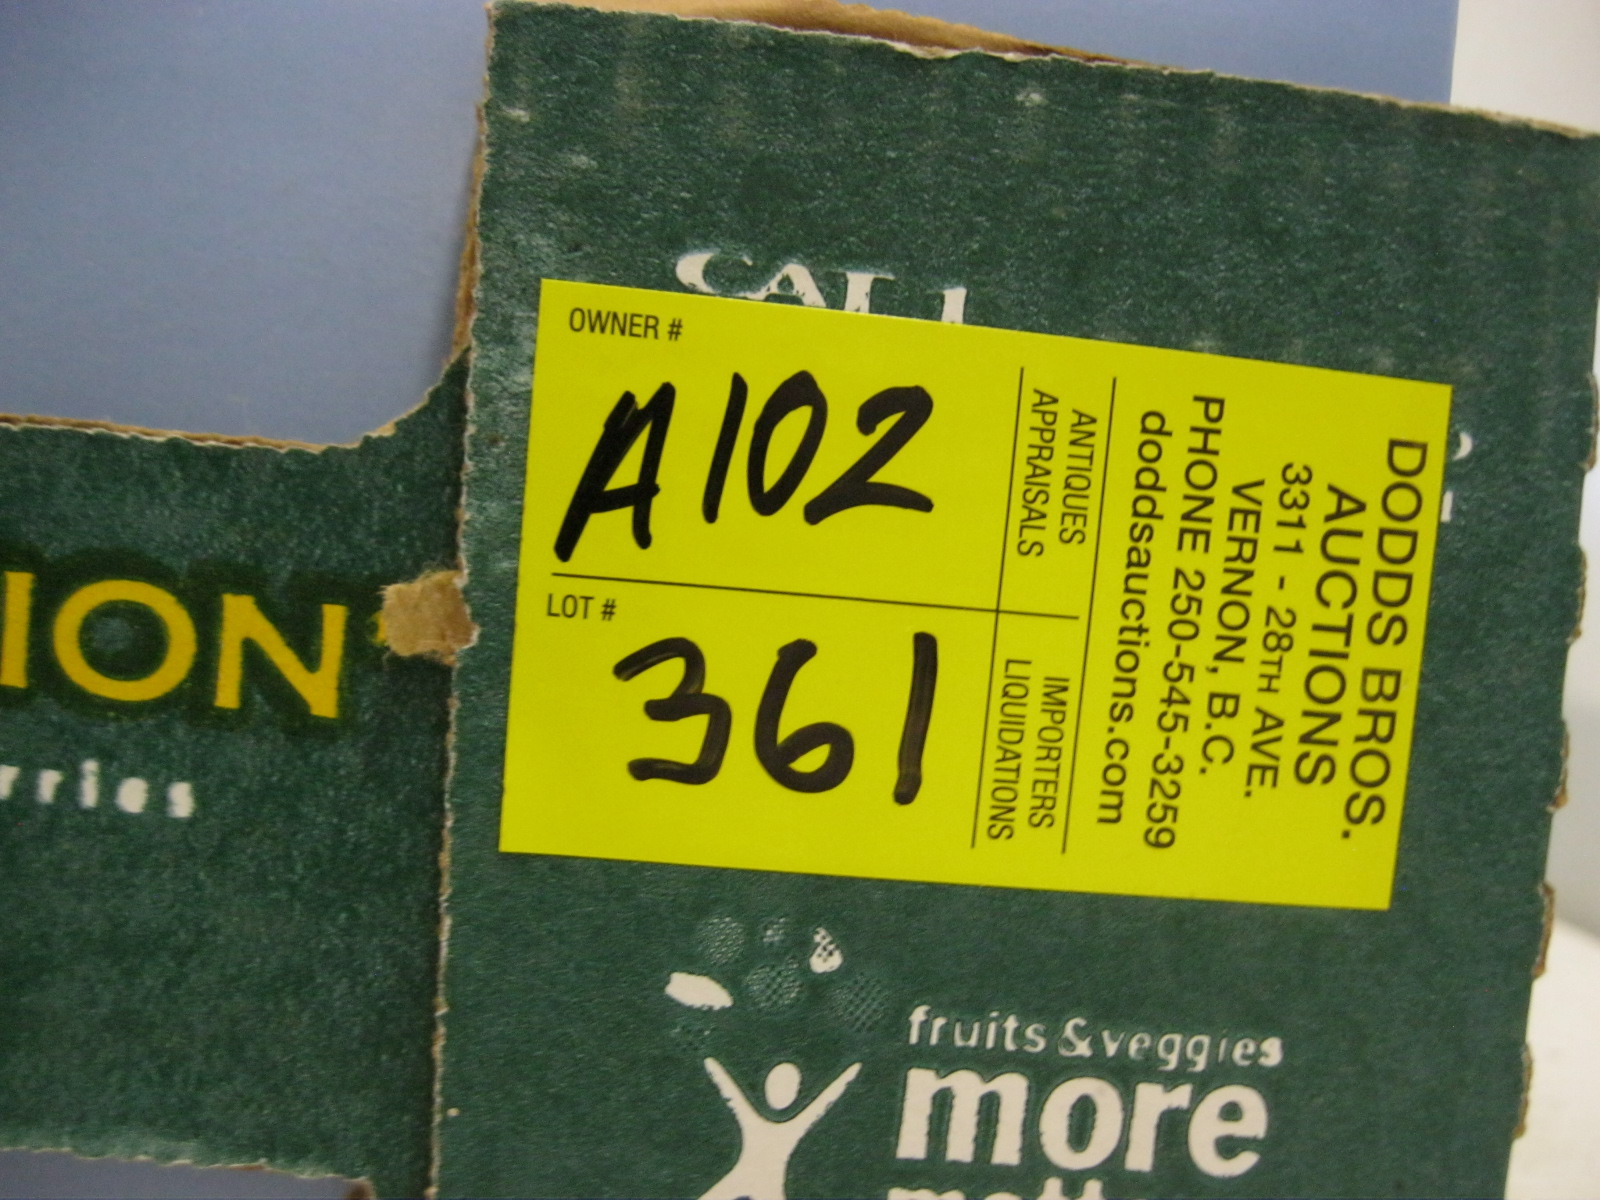 OWNER #
A102
LOT #
361
ANTIQUES
APPRAISALS
IMPORTERS
LIQUIDATIONS
DODDS BROS.
AUCTIONS
3311 - 28TH AVE.
VERNON, B.C.
PHONE 250-545-3259
doddsauctions.com
ION
rries
fruits & veggies
more